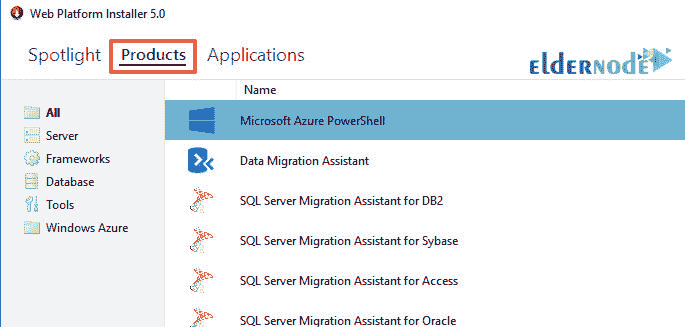 Web Platform Installer 5.0
Spotlight Products Applications
ELDERNODE
Name
All
Server
Frameworks
Database
Tools
Windows Azure
Microsoft Azure PowerShell
Data Migration Assistant
SQL Server Migration Assistant for DB2
SQL Server Migration Assistant for Sybase
SQL Server Migration Assistant for Access
SQL Server Migration Assistant for Oracle